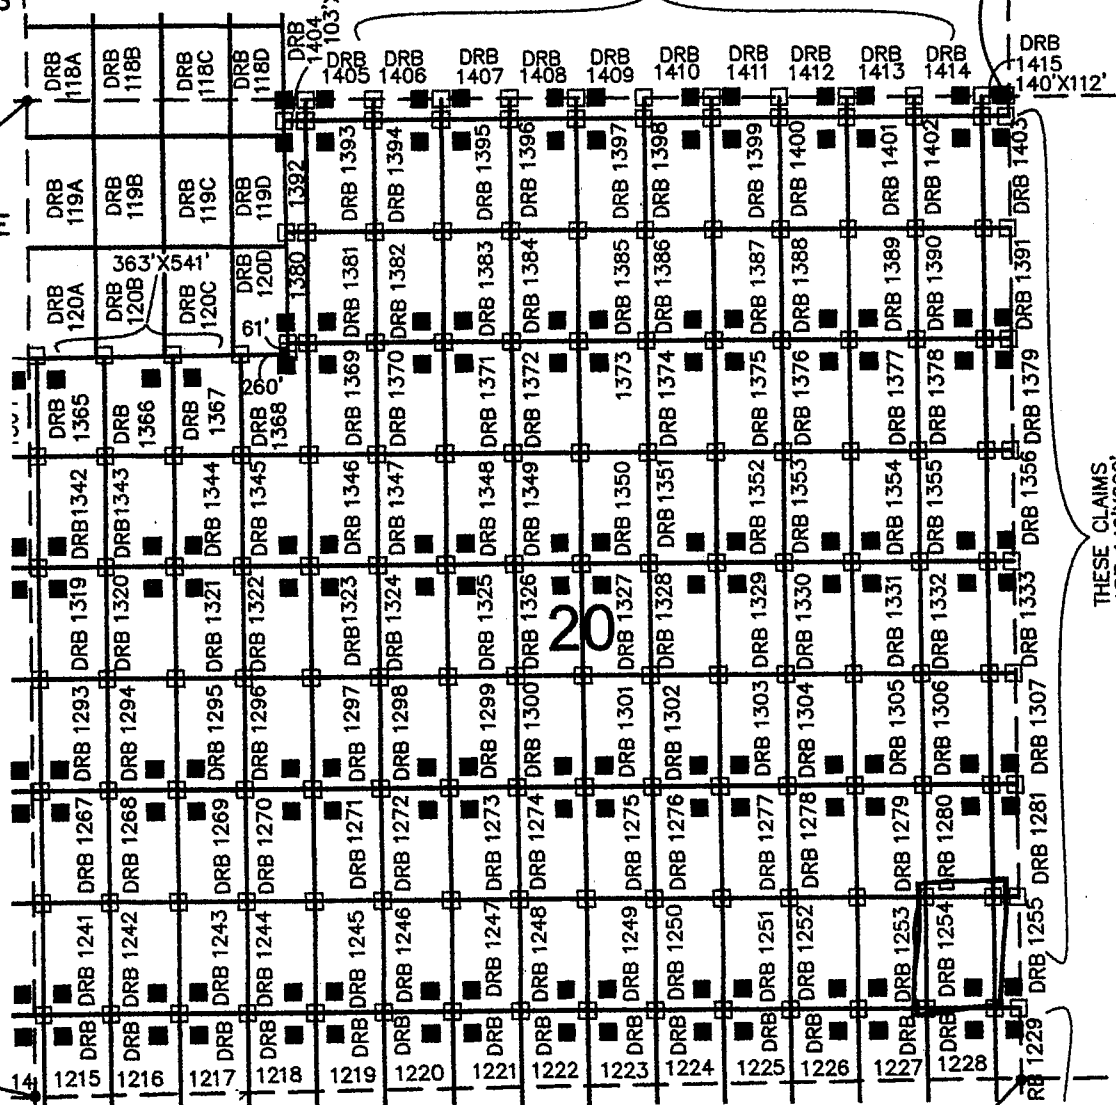 DRB 118A
DRB 118B
DRB 118C
DRB 118D
DRB 1404
DRB 1405
DRB 1406
DRB 1407
DRB 1408
DRB 1409
DRB 1410
DRB 1411
DRB 1412
DRB 1413
DRB 1414
DRB 1415
140'X112'
DRB 119A
DRB 119B
DRB 119C
DRB 119D
1392
DRB 1393
DRB 1394
DRB 1395
DRB 1396
DRB 1397
DRB 1398
DRB 1399
DRB 1400
DRB 1401
DRB 1402
DRB 1403
363'X541'
DRB 120A
DRB 120B
DRB 120C
DRB 120D
1380
DRB 1381
DRB 1382
DRB 1383
DRB 1384
DRB 1385
DRB 1386
DRB 1387
DRB 1388
DRB 1389
DRB 1390
DRB 1391
61'
260'
DRB 1365
DRB 1366
DRB 1367
DRB 1368
DRB 1369
DRB 1370
DRB 1371
DRB 1372
1373
DRB 1374
DRB 1375
DRB 1376
DRB 1377
DRB 1378
DRB 1379
DRB1342
DRB1343
DRB 1344
DRB 1345
DRB 1346
DRB 1347
DRB 1348
DRB 1349
DRB 1350
DRB 1351
DRB 1352
DRB 1353
DRB 1354
DRB 1355
DRB 1356
THESE CLAIMS
DRB 1319
DRB 1320
DRB 1321
DRB 1322
DRB1323
DRB 1324
DRB 1325
DRB 1326
20
DRB 1327
DRB 1328
DRB 1329
DRB 1330
DRB 1331
DRB 1332
DRB 1333
DRB 1293
DRB 1294
DRB 1295
DRB 1296
DRB 1297
DRB 1298
DRB 1299
DRB 1300
DRB 1301
DRB 1302
DRB 1303
DRB 1304
DRB 1305
DRB 1306
DRB 1307
DRB 1267
DRB 1268
DRB 1269
DRB 1270
DRB 1271
DRB 1272
DRB 1273
DRB 1274
DRB 1275
DRB 1276
DRB 1277
DRB 1278
DRB 1279
DRB 1280
DRB 1281
DRB 1241
DRB 1242
DRB 1243
DRB 1244
DRB 1245
DRB 1246
DRB 1247
DRB 1248
DRB 1249
DRB 1250
DRB 1251
DRB 1252
DRB 1253
DRB 1254
DRB 1255
14
DRB 1215
DRB 1216
DRB 1217
DRB 1218
DRB 1219
DRB 1220
DRB 1221
DRB 1222
DRB 1223
DRB 1224
DRB 1225
DRB 1226
DRB 1227
DRB 1228
RB 1229